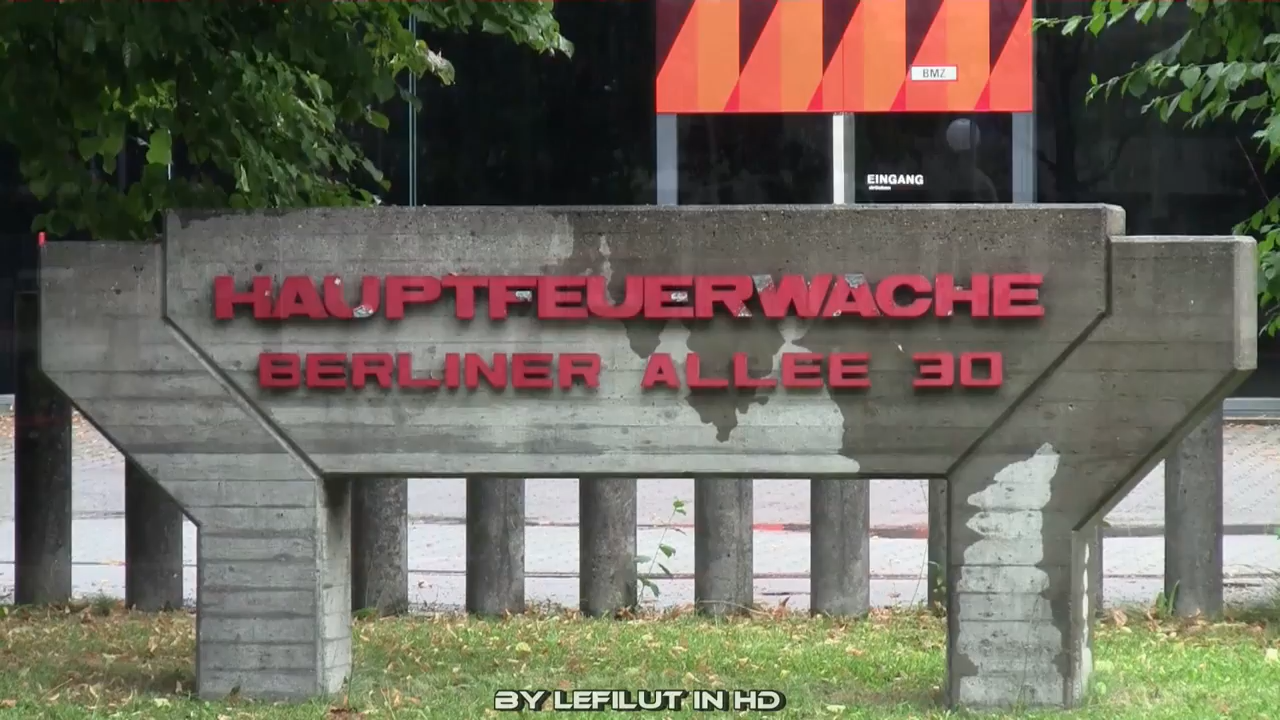 BMZ
EINGANG
HAUPTFEUERWACHE
BERLINER ALLEE 30
BY LEFILUT IN HD